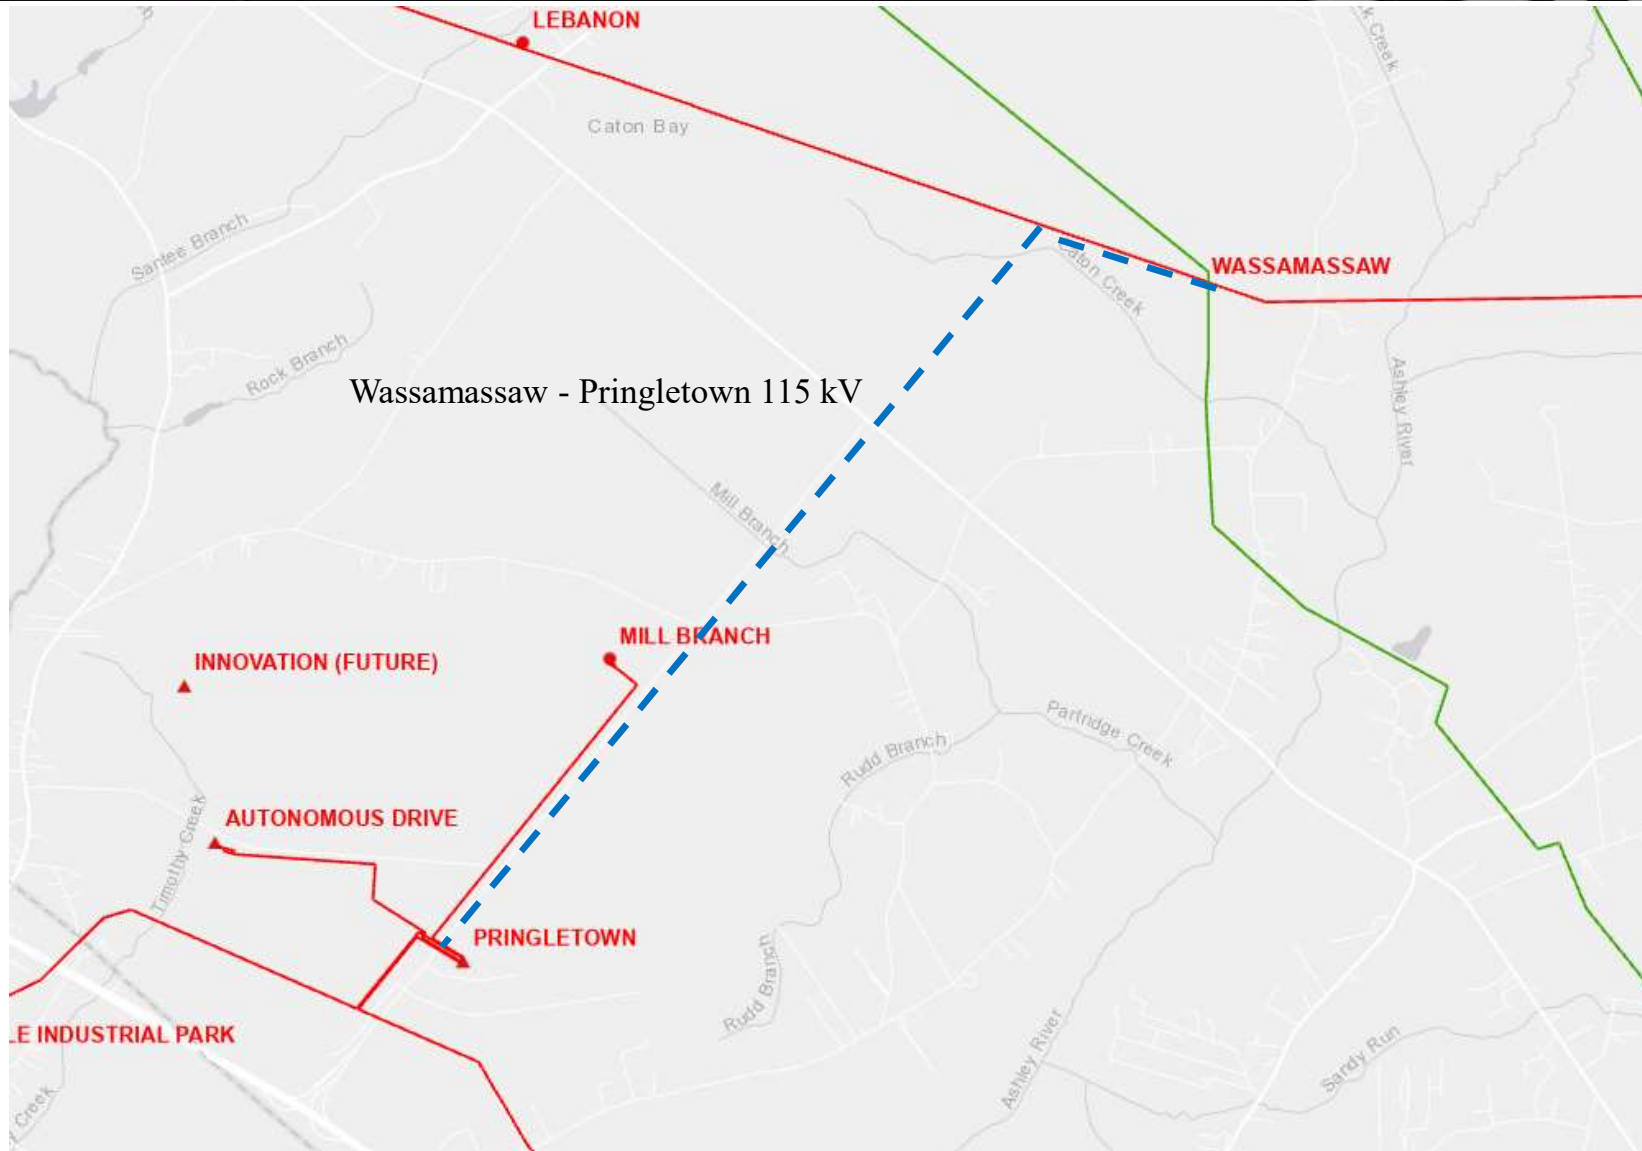 LEBANON
Caton Bay
k Creek
Santee Branch
WASSAMASSAW
Caton Creek
Rock Branch
Ashley River
Wassamassaw - Pringletown 115 kV
Mill Branch
MILL BRANCH
INNOVATION (FUTURE)
Partridge Creek
Rudd Branch
AUTONOMOUS DRIVE
Timothy Creek
PRINGLETOWN
Rudd Branch
LE INDUSTRIAL PARK
Ashley River
Sandy Run
Creek